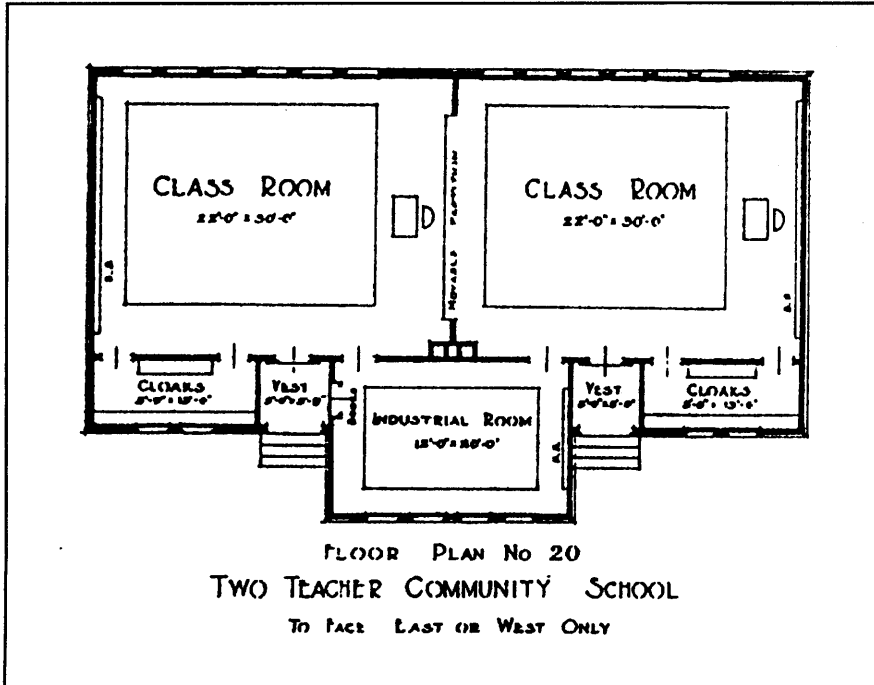 CLASS ROOM
22'-0" x 30'-0"
MOVABLE PARTITION
CLASS ROOM
22'-0" x 30'-0"
B.B
B.B
CLOAKS
VEST
BOOKS
INDUSTRIAL ROOM
B.B
VEST
CLOAKS
FLOOR PLAN No 20
TWO TEACHER COMMUNITY SCHOOL
TO FACE EAST OR WEST ONLY